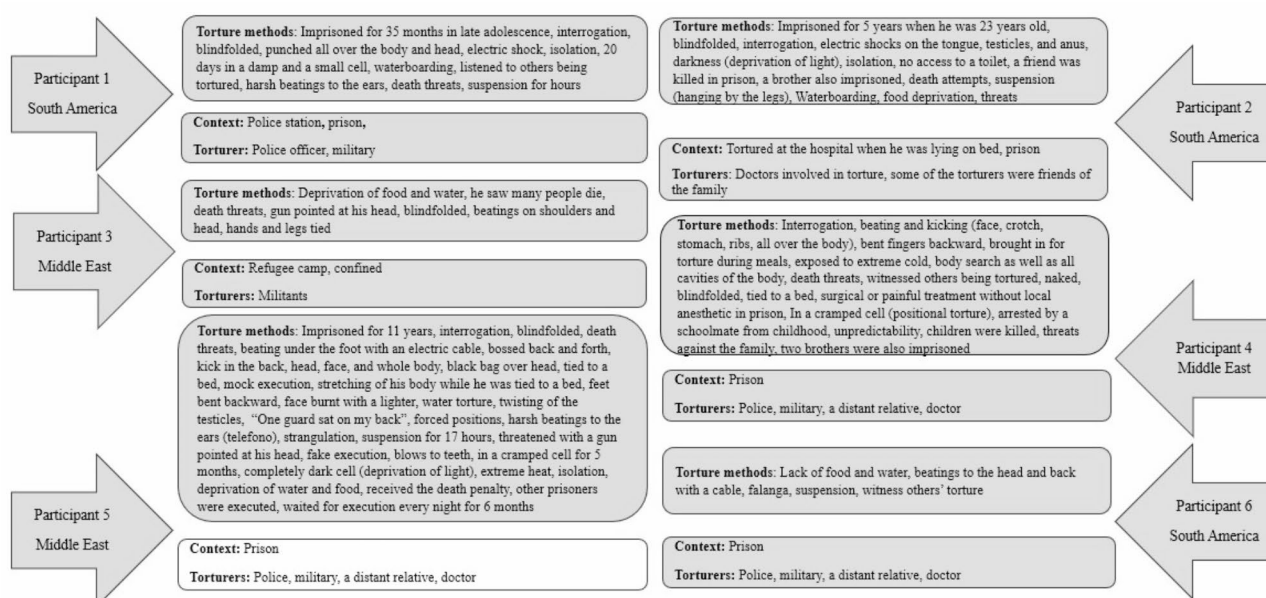 Participant 1
South America
Torture methods: Imprisoned for 35 months in late adolescence, interrogation,
blindfolded, punched all over the body and head, electric shock, isolation, 20
days in a damp and a small cell, waterboarding, listened to others being
tortured, harsh beatings to the ears, death threats, suspension for hours
Context: Police station, prison,
Torturer: Police officer, military
Torture methods: Imprisoned for 5 years when he was 23 years old,
blindfolded, interrogation, electric shocks on the tongue, testicles, and anus,
darkness (deprivation of light), isolation, no access to a toilet, a friend was
killed in prison, a brother also imprisoned, death attempts, suspension
(hanging by the legs), Waterboarding, food deprivation, threats
Context: Tortured at the hospital when he was lying on bed, prison
Torturers: Doctors involved in torture, some of the torturers were friends of
the family
Participant 2
South America
Participant 3
Middle East
Torture methods: Deprivation of food and water, he saw many people die,
death threats, gun pointed at his head, blindfolded, beatings on shoulders and
head, hands and legs tied
Context: Refugee camp, confined
Torturers: Militants
Torture methods: Interrogation, beating and kicking (face, crotch,
stomach, ribs, all over the body), bent fingers backward, brought in for
torture during meals, exposed to extreme cold, body search as well as all
cavities of the body, death threats, witnessed others being tortured, naked,
blindfolded, tied to a bed, surgical or painful treatment without local
anesthetic in prison, In a cramped cell (positional torture), arrested by a
schoolmate from childhood, unpredictability, children were killed, threats
against the family, two brothers were also imprisoned
Context: Prison
Torturers: Police, military, a distant relative, doctor
Participant 4
Middle East
Participant 5
Middle East
Torture methods: Imprisoned for 11 years, interrogation, blindfolded, death
threats, beating under the foot with an electric cable, bossed back and forth,
kick in the back, head, face, and whole body, black bag over head, tied to a
bed, mock execution, stretching of his body while he was tied to a bed, feet
bent backward, face burnt with a lighter, water torture, twisting of the
testicles, “One guard sat on my back”, forced positions, harsh beatings to the
ears (telefono), strangulation, suspension for 17 hours, threatened with a gun
pointed at his head, fake execution, blows to teeth, in a cramped cell for 5
months, completely dark cell (deprivation of light), extreme heat, isolation,
deprivation of water and food, received the death penalty, other prisoners
were executed, waited for execution every night for 6 months
Context: Prison
Torturers: Police, military, a distant relative, doctor
Torture methods: Lack of food and water, beatings to the head and back
with a cable, falanga, suspension, witness others’ torture
Context: Prison
Torturers: Police, military, a distant relative, doctor
Participant 6
South America